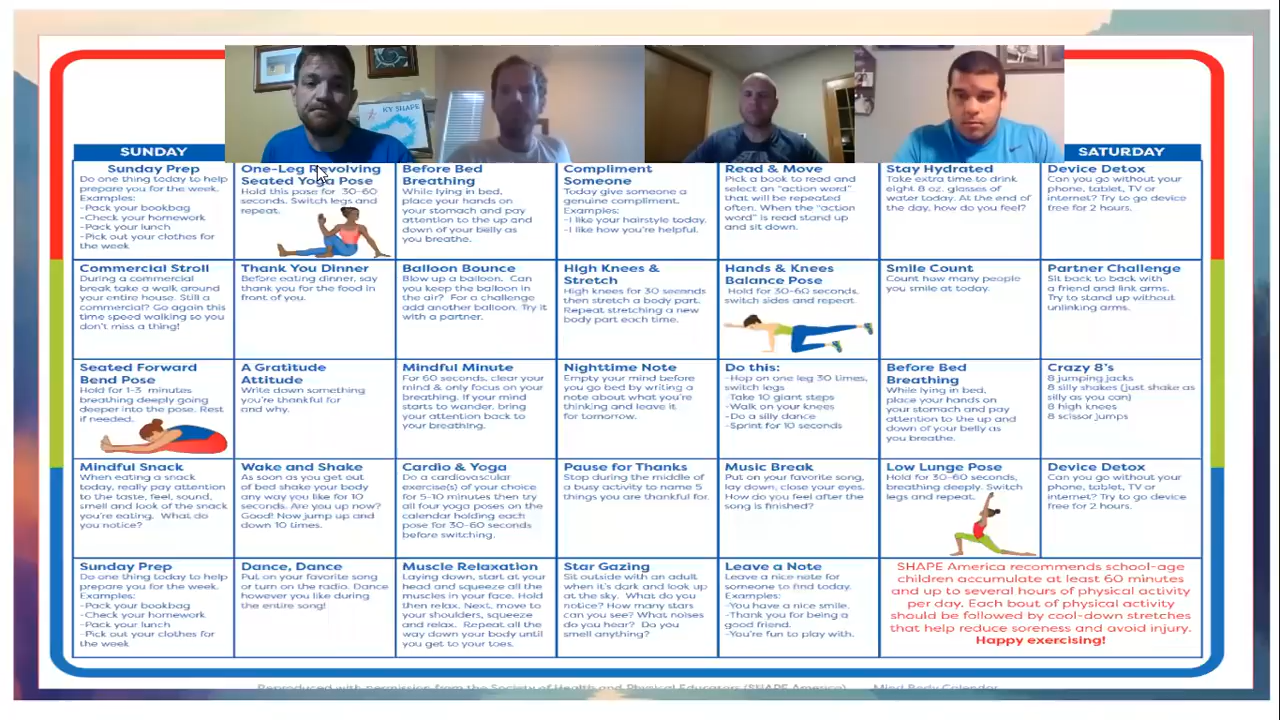 KY SHAPE
SUNDAY
SATURDAY
Sunday Prep
Do one thing today to help
prepare you for the week.
Examples:
-Pack your bookbag
-Check your homework
-Pack your lunch
-Pick out your clothes for
the week
One-Leg Revolving
Seated Yoga Pose
Hold this pose for 30-60
seconds. Switch legs and
repeat.
Before Bed
Breathing
While lying in bed,
place your hands on
your stomach and pay
attention to the up and
down of your belly as
you breathe.
Compliment
Someone
Today give someone a
genuine compliment.
Examples:
-I like your hairstyle today.
-I like how you're helpful.
Read & Move
Pick a book to read and
select an "action word"
that will be repeated
often. When the "action
word" is read stand up
and sit down.
Stay Hydrated
Take extra time to drink
eight 8 oz. glasses of
water today. At the end of
the day, how do you feel?
Device Detox
Can you go without your
phone, tablet, TV or
internet? Try to go device
free for 2 hours.
Commercial Stroll
During a commercial
break take a walk around
your entire house. Still a
commercial? Go again this
time speed walking so you
don't miss a thing!
Thank You Dinner
Before eating dinner, say
thank you for the food in
front of you.
Balloon Bounce
Blow up a balloon. Can
you keep the balloon in
the air? For a challenge
add another balloon. Try it
with a partner.
High Knees &
Stretch
High knees for 30 seconds
then stretch a body part.
Repeat stretching a new
body part each time.
Hands & Knees
Balance Pose
Hold for 30-60 seconds,
switch sides and repeat.
Smile Count
Count how many people
you smile at today.
Partner Challenge
Sit back to back with
a friend and link arms.
Try to stand up without
unlinking arms.
Seated Forward
Bend Pose
Hold for 1-3 minutes
breathing deeply going
deeper into the pose. Rest
if needed.
A Gratitude
Attitude
Write down something
you're thankful for
and why.
Mindful Minute
For 60 seconds, clear your
mind & only focus on your
breathing. If your mind
starts to wander, bring
your attention back to
your breathing.
Nighttime Note
Empty your mind before
you go bed by writing a
note about what you're
thinking and leave it
for tomorrow.
Do this:
-Hop on one leg 30 times,
switch legs
-Take 10 giant steps
-Walk on your knees
-Do a silly dance
-Sprint for 10 seconds
Before Bed
Breathing
While lying in bed,
place your hands on
your stomach and pay
attention to the up and
down of your belly as
you breathe.
Crazy 8's
8 jumping jacks
8 silly shakes (just shake as
silly as you can)
8 high knees
8 scissor jumps
Mindful Snack
When eating a snack
today, really pay attention
to the taste, feel, sound,
smell and look of the snack
you're eating. What do
you notice?
Wake and Shake
As soon as you get out
of bed shake your body
any way you like for 10
seconds. Are you up now?
Good! Now jump up and
down 10 times.
Cardio & Yoga
Do a cardiovascular
exercise(s) of your choice
for 5-10 minutes then try
all four yoga poses on the
calendar holding each
pose for 30-60 seconds
before switching.
Pause for Thanks
Stop during the middle of
a busy activity to name 5
things you are thankful for.
Music Break
Put on your favorite song,
lay down, close your eyes.
How do you feel after the
song is finished?
Low Lunge Pose
Hold for 30-60 seconds,
breathing deeply. Switch
legs and repeat.
Device Detox
Can you go without your
phone, tablet, TV or
internet? Try to go device
free for 2 hours.
Sunday Prep
Do one thing today to help
prepare you for the week.
Examples:
-Pack your bookbag
-Check your homework
-Pack your lunch
-Pick out your clothes for
the week
Dance, Dance
Put on your favorite song
or turn on the radio. Dance
however you like during
the entire song!
Muscle Relaxation
Laying down, start at your
head and squeeze all the
muscles in your face. Hold
then relax. Next, move to
your shoulders, squeeze
and relax. Repeat all the
way down your body until
you get to your toes.
Star Gazing
Sit outside with an adult
when it's dark and look up
at the sky. What do you
notice? How many stars
can you see? What noises
do you hear? Do you
smell anything?
Leave a Note
Leave a nice note for
someone to find today.
Examples:
-You have a nice smile.
-Thank you for being a
good friend.
-You're fun to play with.
SHAPE America recommends school-age
children accumulate at least 60 minutes
and up to several hours of physical activity
per day. Each bout of physical activity
should be followed by cool-down stretches
that help reduce soreness and avoid injury.
Happy exercising!
Reproduced with permission from the Society of Health and Physical Educators (SHAPE America) Mind Body Calendar